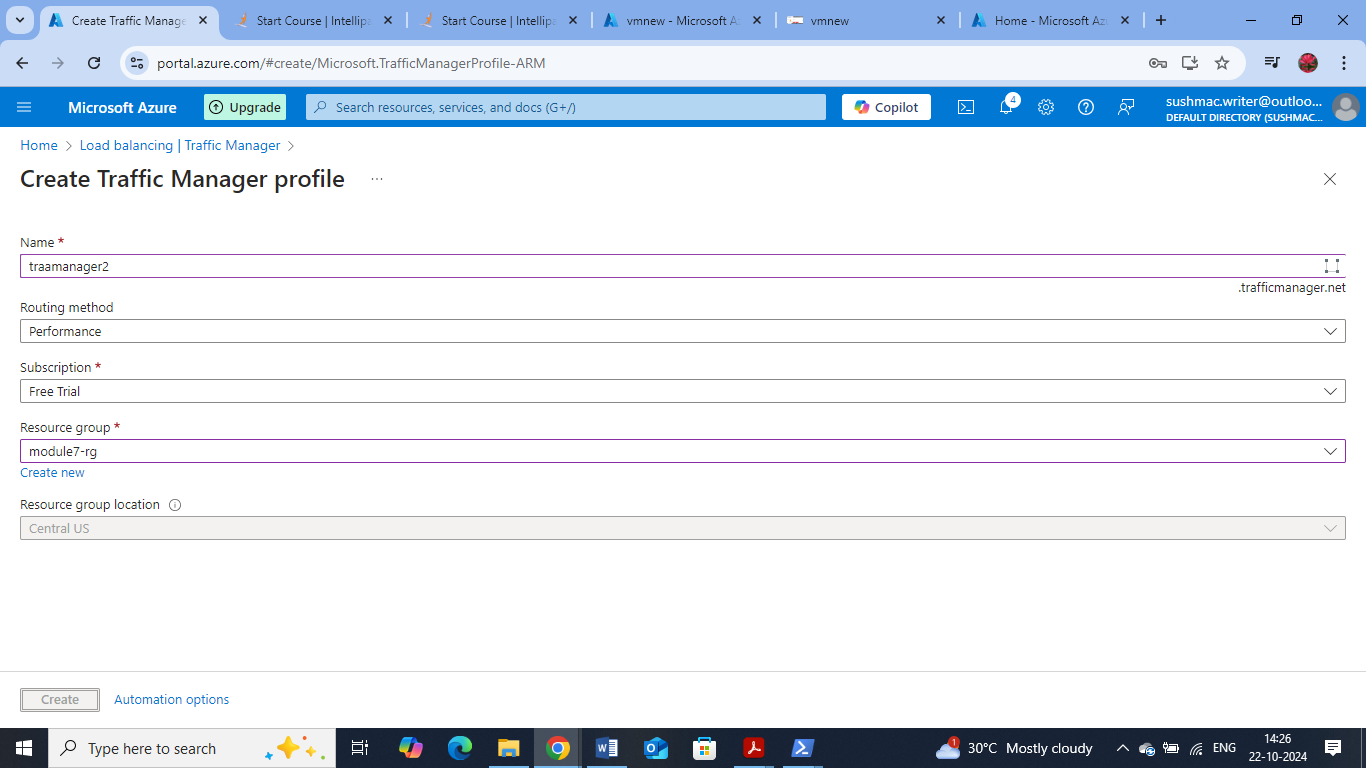 Create Traffic Manage
Start Course | Intellipa
Start Course | Intellipa
vmnew - Microsoft A
vmnew
Home - Microsoft Az
portal.azure.com/#create/Microsoft.TrafficManagerProfile-ARM
Microsoft Azure
Upgrade
Search resources, services, and docs (G+/)
Copilot
4
sushmac.writer@outloo...
DEFAULT DIRECTORY (SUSHMAC...
Home > Load balancing | Traffic Manager >
Create Traffic Manager profile ...
Name *
traamanager2
.trafficmanager.net
Routing method
Performance
Subscription *
Free Trial
Resource group *
module7-rg
Create new
Resource group location
Central US
Create
Automation options
Type here to search
1
30°C Mostly cloudy
ENG
14:26
22-10-2024